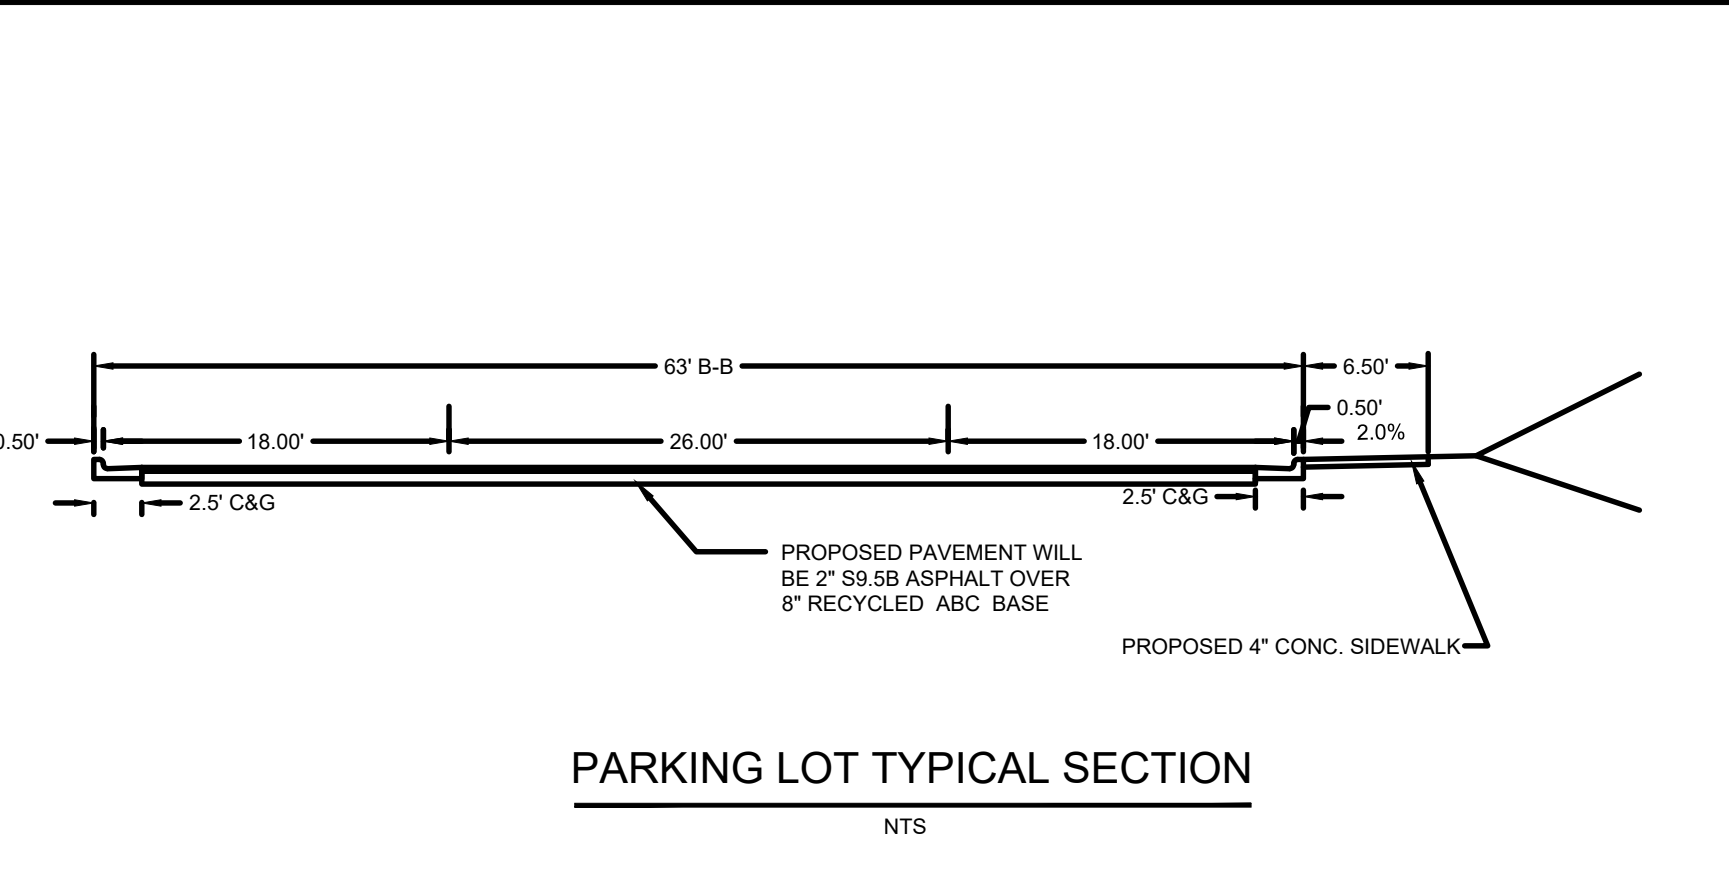 63' B-B
6.50'
0.50'
2.0%
.50'
18.00'
26.00'
18.00'
2.5' C&G
2.5' C&G
PROPOSED PAVEMENT WILL
BE 2" S9.5B ASPHALT OVER
8" RECYCLED ABC BASE
PROPOSED 4" CONC. SIDEWALK
PARKING LOT TYPICAL SECTION
NTS